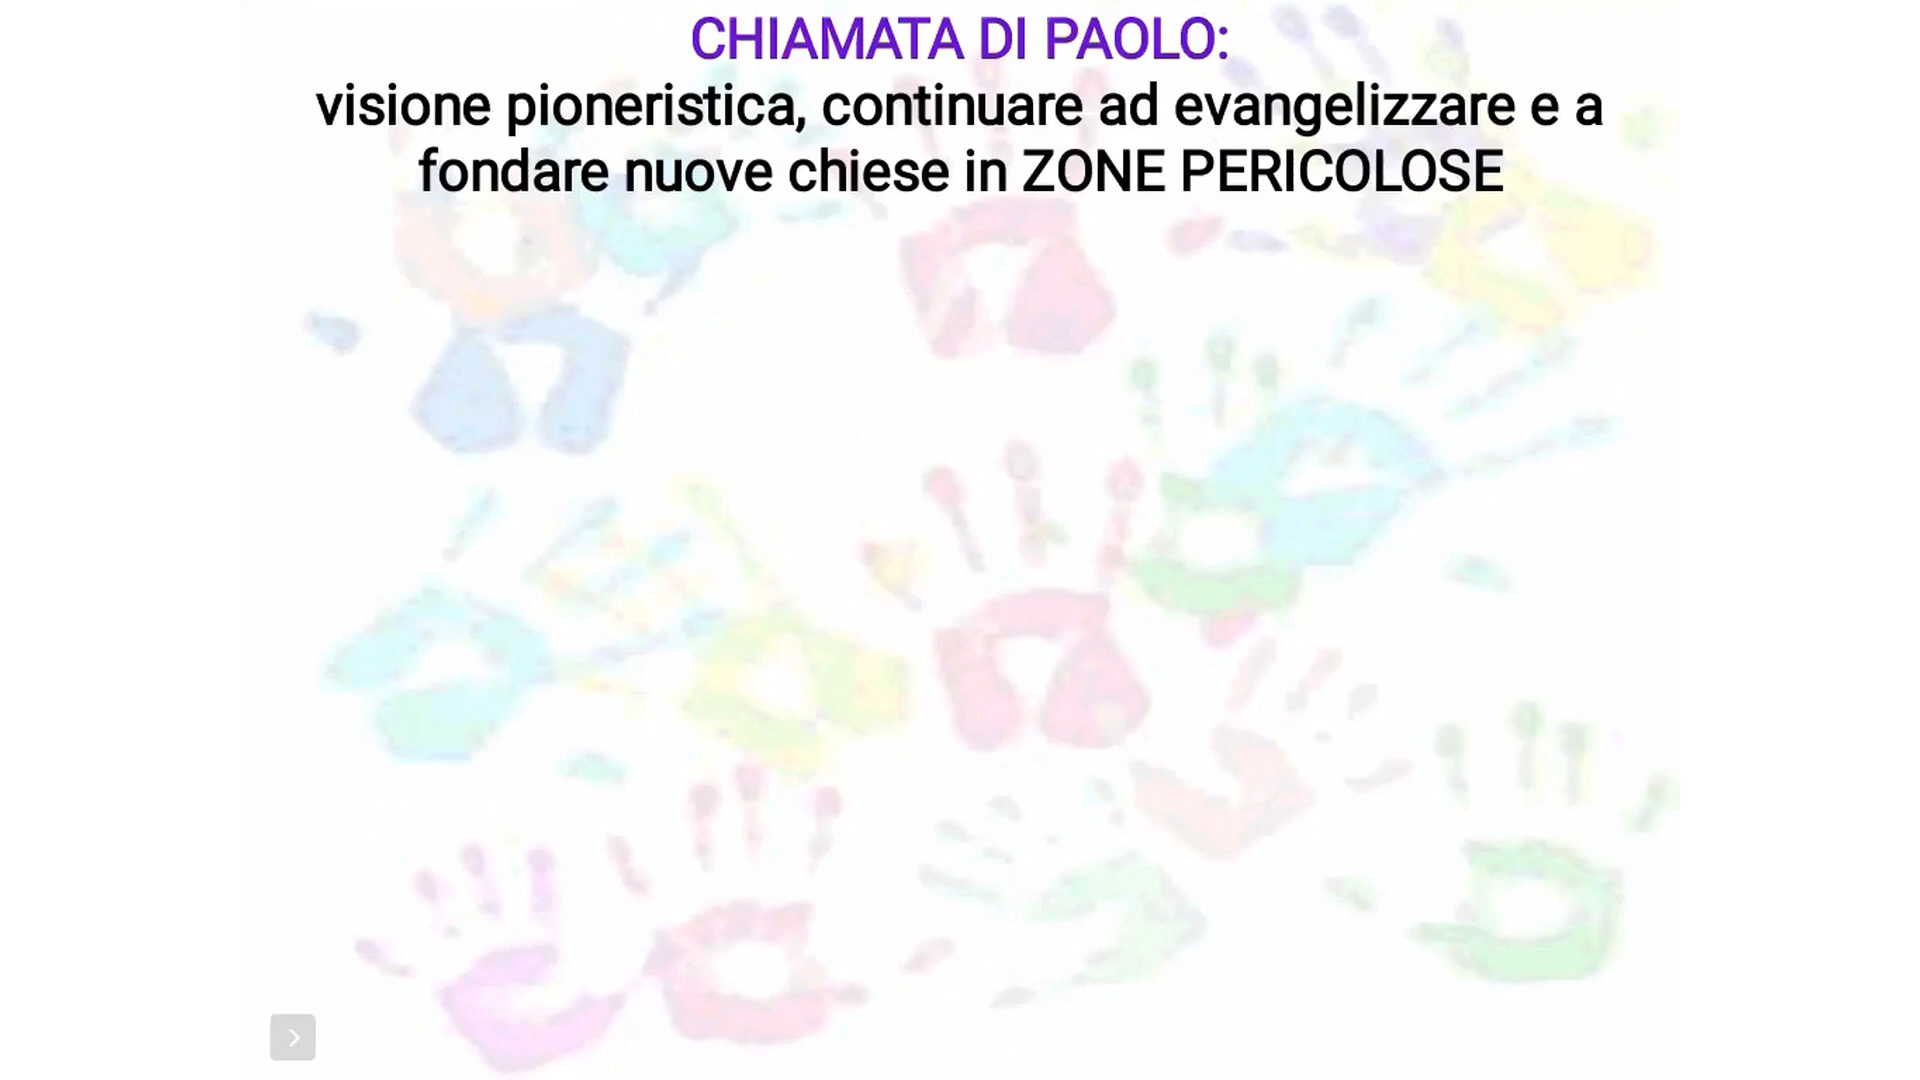 CHIAMATA DI PAOLO:
visione pioneristica, continuare ad evangelizzare e a
fondare nuove chiese in ZONE PERICOLOSE